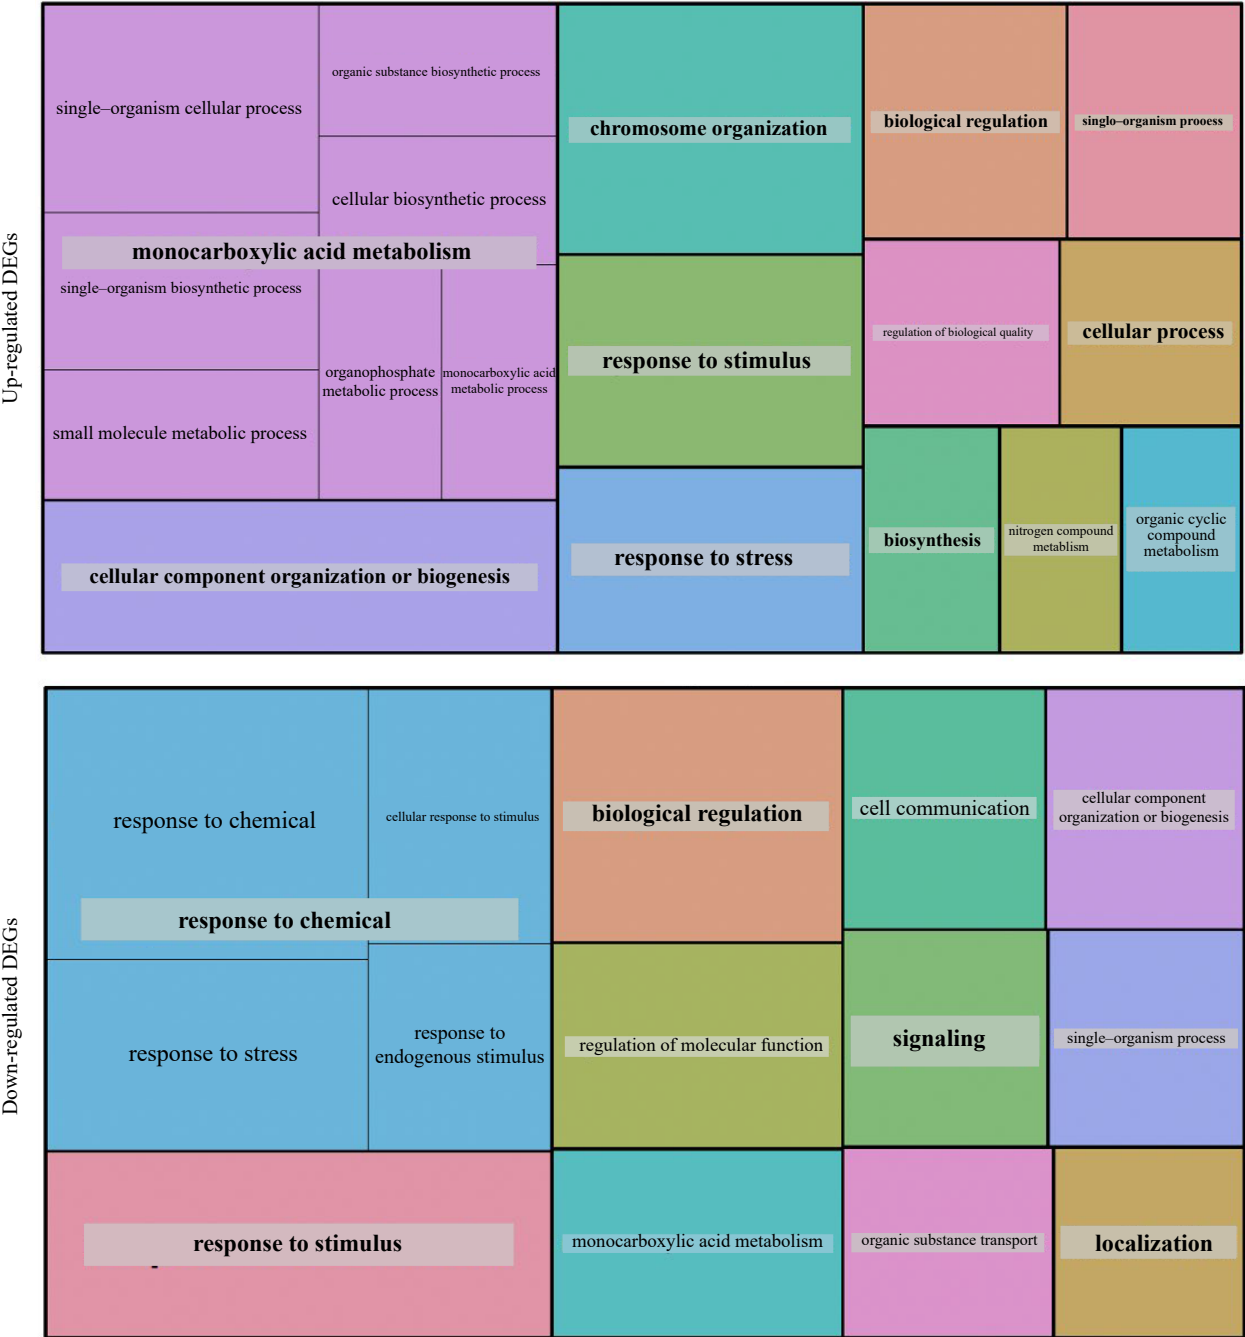 Up-regulated DEGs
single–organism cellular process
organic substance biosynthetic process
cellular biosynthetic process
monocarboxylic acid metabolism
single–organism biosynthetic process
organophosphate
metabolic process
monocarboxylic acid
metabolic process
small molecule metabolic process
cellular component organization or biogenesis
chromosome organization
response to stimulus
response to stress
biological regulation
singlo–organism prooess
regulation of biological quality
cellular process
biosynthesis
nitrogen compound
metablism
organic cyclic
compound
metabolism
Down-regulated DEGs
response to chemical
cellular response to stimulus
response to chemical
response to stress
response to
endogenous stimulus
response to stimulus
biological regulation
regulation of molecular function
monocarboxylic acid metabolism
cell communication
cellular component
organization or biogenesis
signaling
single–organism process
organic substance transport
localization